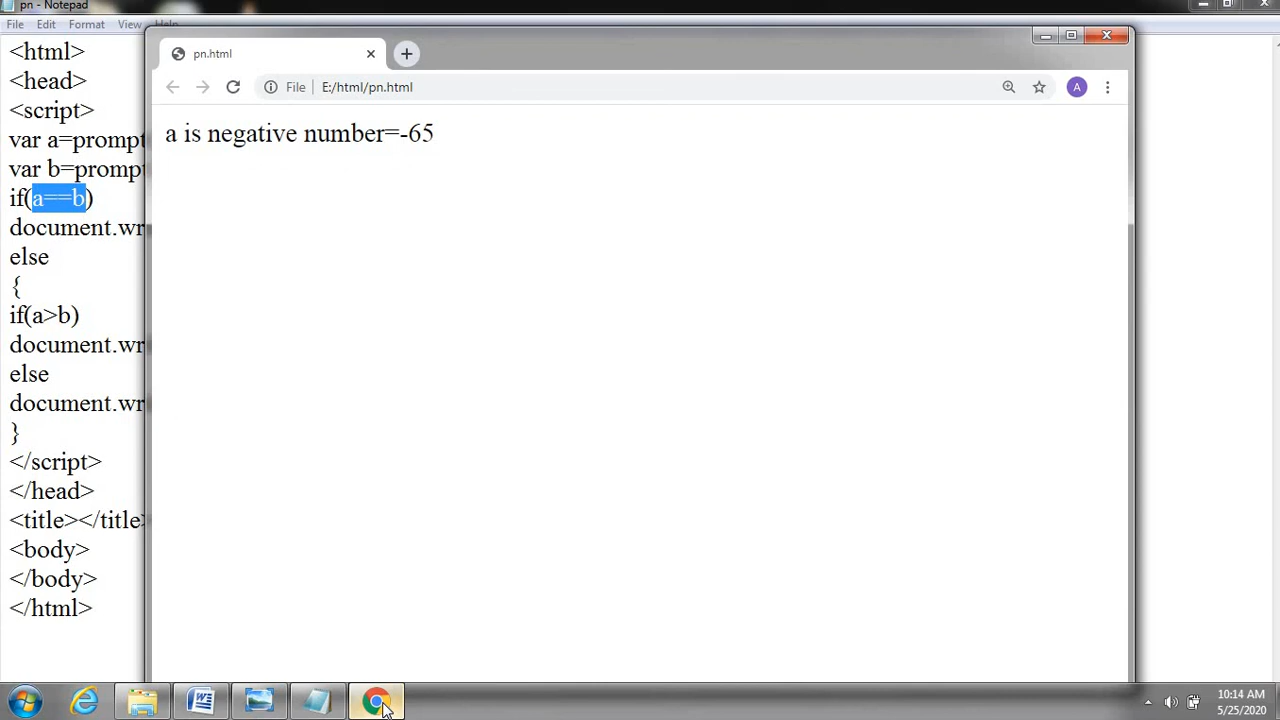 pn - Notepad
File Edit Format View Help
<html>
<head>
<script>
var a=prompt
var b=prompt
if(a==b)
document.wr
else
{
if(a>b)
document.wr
else
document.wr
}
</script>
</head>
<title></title>
<body>
</body>
</html>
pn.html
File E:/html/pn.html
A
a is negative number=-65
10:14 AM
5/25/2020